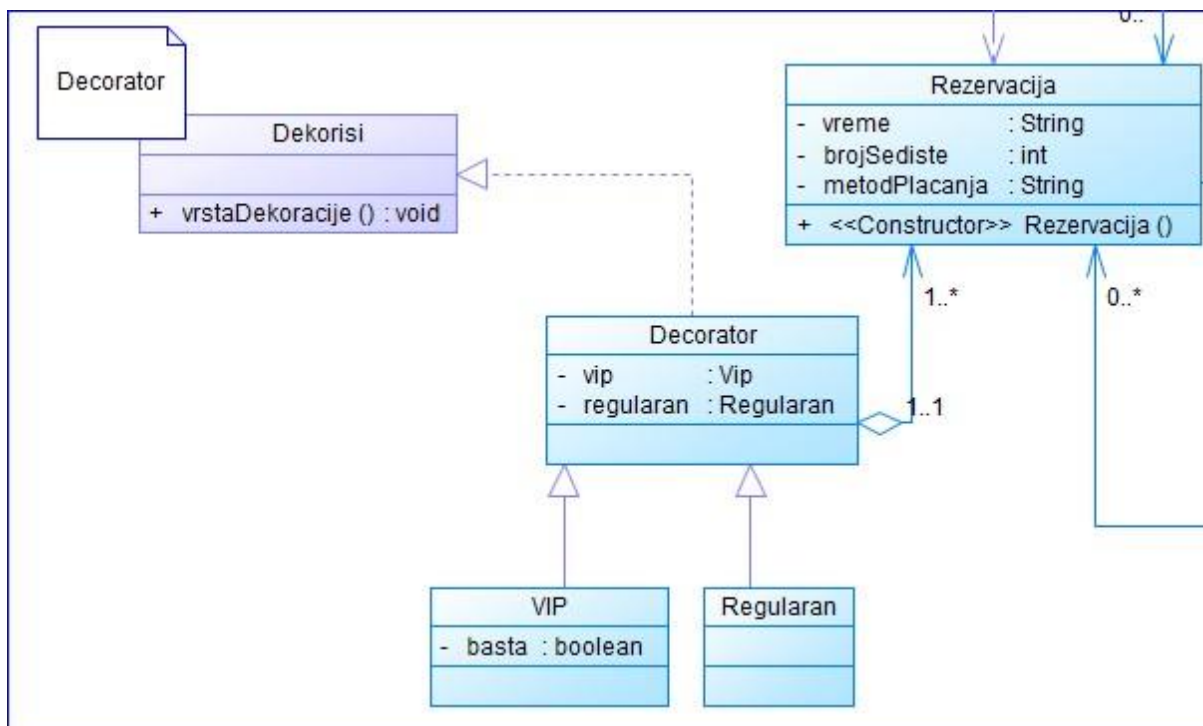 Decorator
Dekorisi
+ vrstaDekoracije () : void
0..
Rezervacija
- vreme : String
- brojSediste : int
- metodPlacanja : String
+ <<Constructor>> Rezervacija ()
1..*
0..*
Decorator
- vip : Vip
- regularan : Regularan
1..1
VIP
- basta : boolean
Regularan